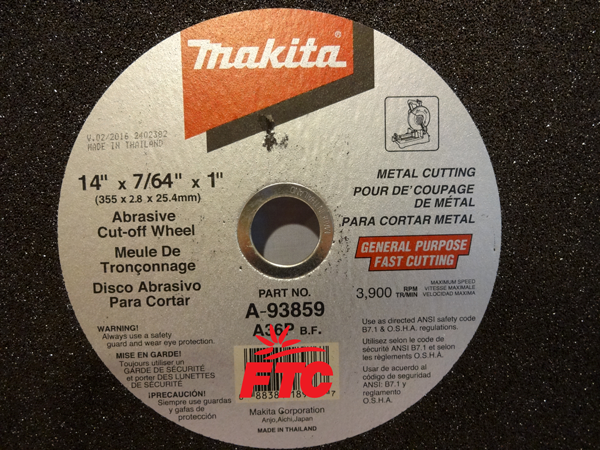 makita®
V.02/2016 2402382
MADE IN THAILAND
14" x 7/64" x 1"
(355 x 2.8 x 25.4mm)
Abrasive
Cut-off Wheel
Meule De
Tronçonnage
Disco Abrasivo
Para Cortar
METAL CUTTING
POUR DE'COUPAGE
DE MÉTAL
PARA CORTAR METAL
GENERAL PURPOSE
FAST CUTTING
3,900 RPM TR/MIN
MAXIMUM SPEED
VITESSE MAXIMALE
VELOCIDAD MAXIMA
PART NO.
A-93859
A36P B.F.
WARNING!
Always use a safety
guard and wear eye protection.
MISE EN GARDE!
Toujours utiliser un
GARDE DE SÉCURITÉ
et porter DES LUNETTES
DE SÉCURITÉ
¡PRECAUCIÓN!
Siempre use guardas
y gafas de
protección
Use as directed ANSI safety code
B7.1 & O.S.H.A. regulations.
Utilisez selon le code de
sécurité ANSI B7.1 et selon
les règlements O.S.H.A.
Usar de acuerdo al
código de seguridad
ANSI B7.1 y
reglamento
O.S.H.A.
FTC
Makita Corporation
Anjo,Aichi,Japan
MADE IN THAILAND